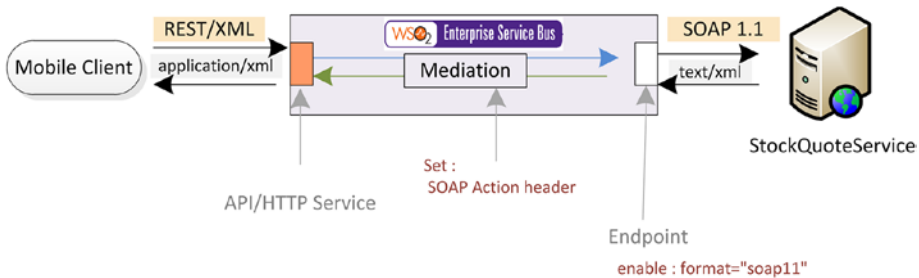 REST/XML
WSO2 Enterprise Service Bus
SOAP 1.1
Mobile Client
application/xml
Mediation
text/xml
StockQuoteService
Set :
SOAP Action header
API/HTTP Service
Endpoint
enable : format="soap11"